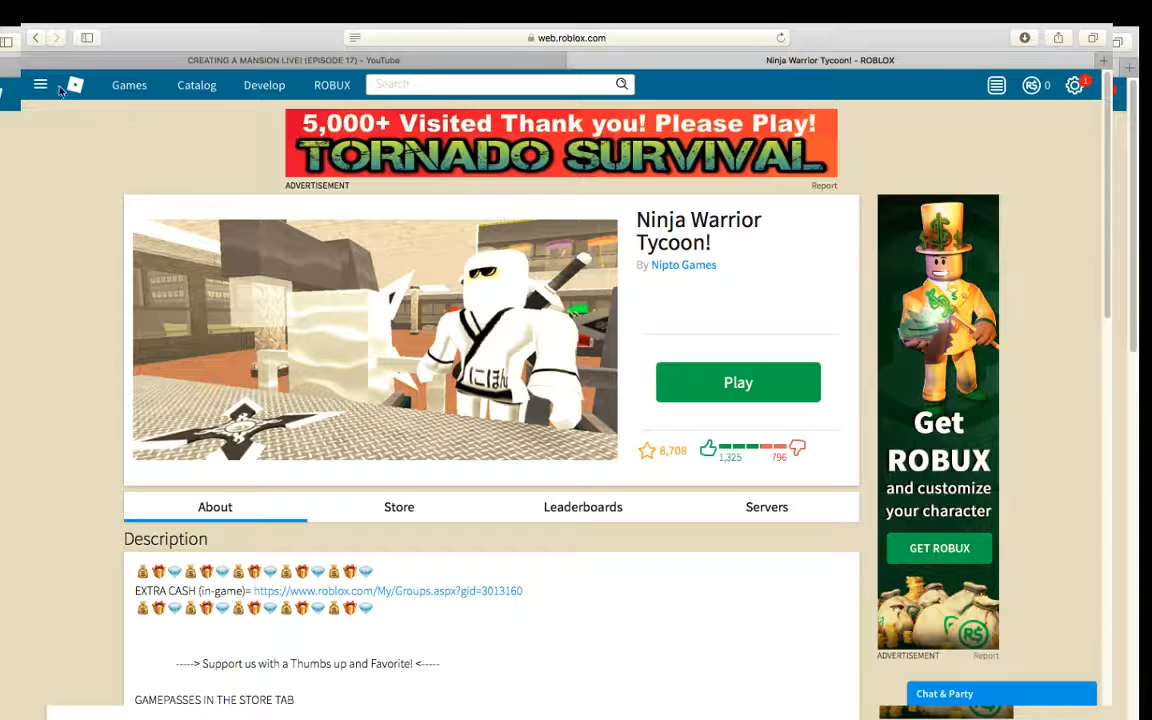 web.roblox.com
CREATING A MANSION LIVE! (EPISODE 17) - YouTube
Ninja Warrior Tycoon! - ROBLOX
Games Catalog Develop ROBUX Search R$ 0 1
5,000+ Visited Thank you! Please Play!
TORNADO SURVIVAL
ADVERTISEMENT Report
Ninja Warrior
Tycoon!
By Nipto Games
にほん
Play
8,708 1,325 796
$
Get
ROBUX
and customize
your character
GET ROBUX
R$
ADVERTISEMENT Report
About Store Leaderboards Servers
Description
EXTRA CASH (in-game)= https://www.roblox.com/My/Groups.aspx?gid=3013160
-----> Support us with a Thumbs up and Favorite! <-----
GAMEPASSES IN THE STORE TAB
Chat & Party